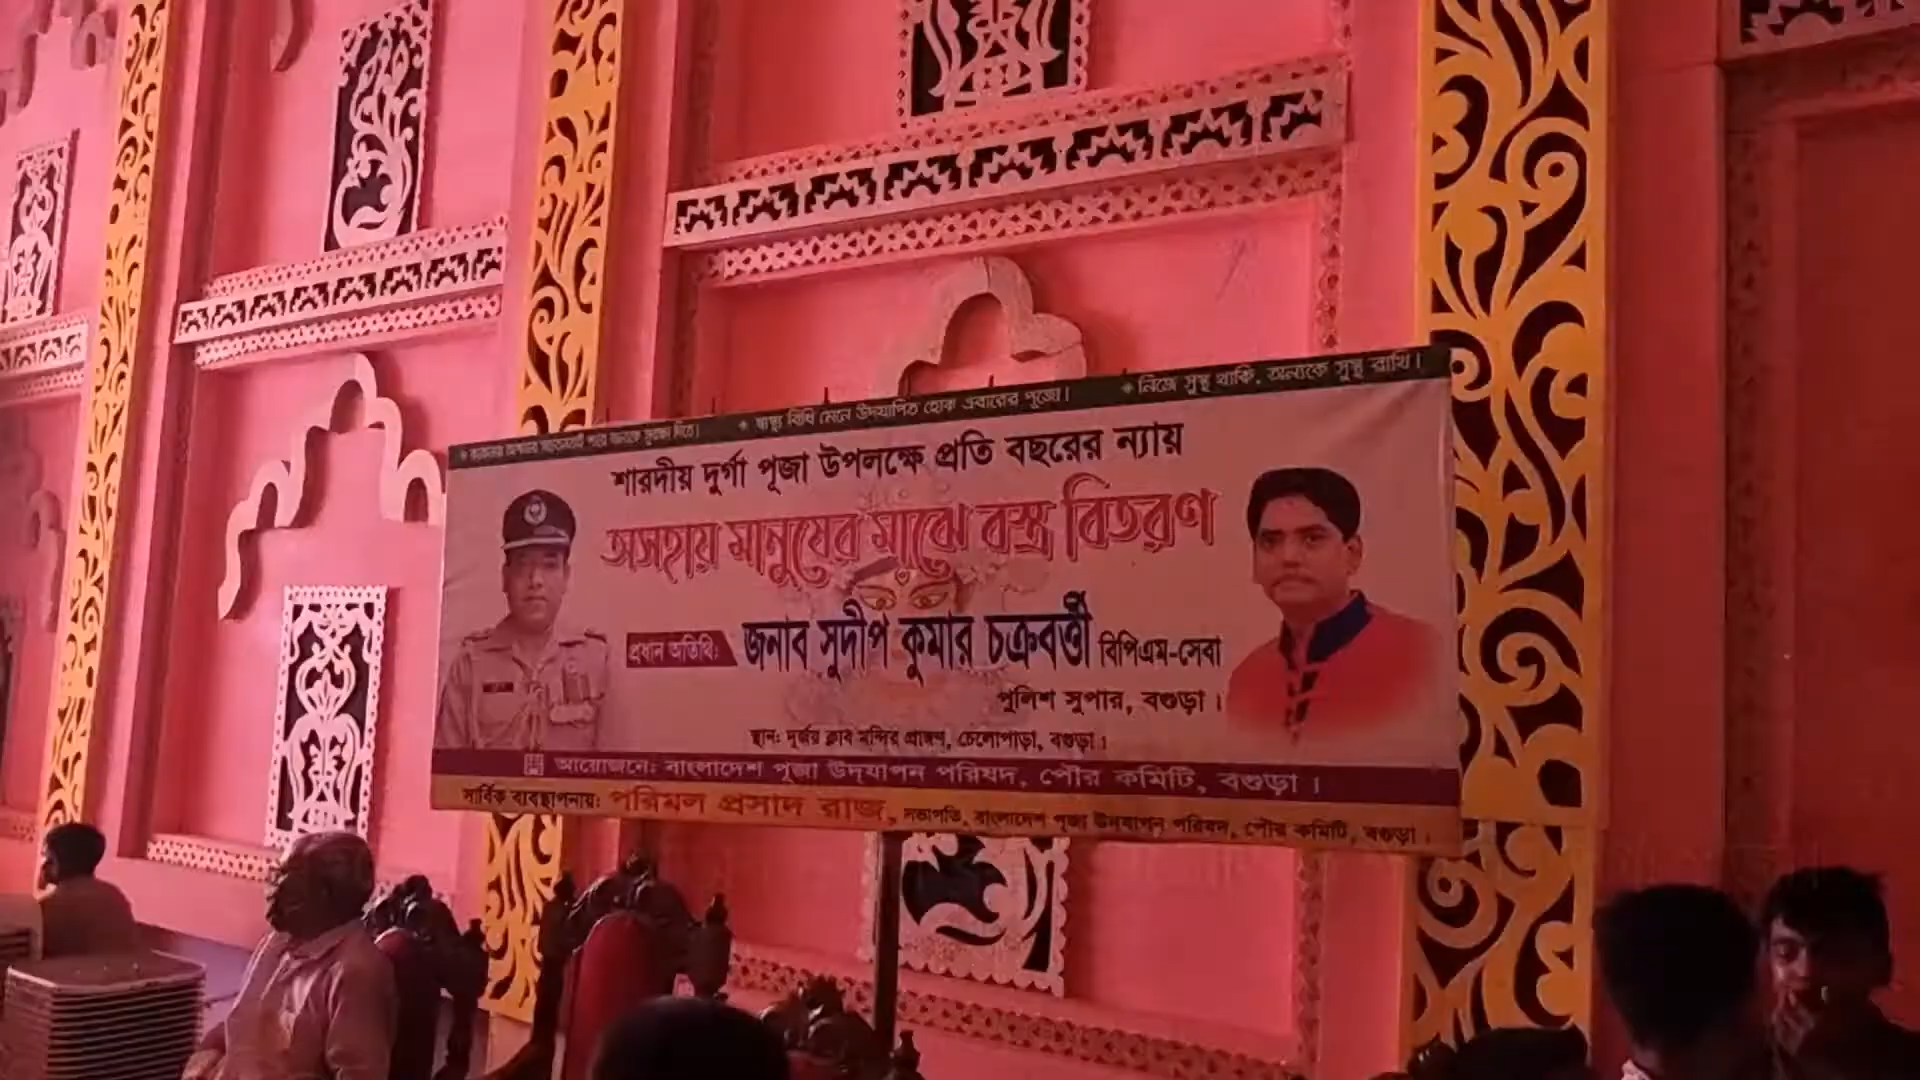 স্বাস্থ্য বিধি মেনে উদযাপিত হোক এবারের পূজো।
নিজে সুস্থ থাকি, অন্যকে সুস্থ রাখি।
শারদীয় দুর্গা পূজা উপলক্ষে প্রতি বছরের ন্যায়
অসহায় মানুষের মাঝে বস্ত্র বিতরণ
প্রধান অতিথি: জনাব সুদীপ কুমার চক্রবর্ত্তী বিপিএম-সেবা
পুলিশ সুপার, বগুড়া।
স্থান: দূর্জয় ক্লাব মন্দির প্রাঙ্গণ, চেলোপাড়া, বগুড়া।
আয়োজনে: বাংলাদেশ পূজা উদ্‌যাপন পরিষদ, পৌর কমিটি, বগুড়া।
সার্বিক ব্যবস্থাপনায়: পরিমল প্রসাদ রাজ, সভাপতি, বাংলাদেশ পূজা উদযাপন পরিষদ, পৌর কমিটি, বগুড়া।